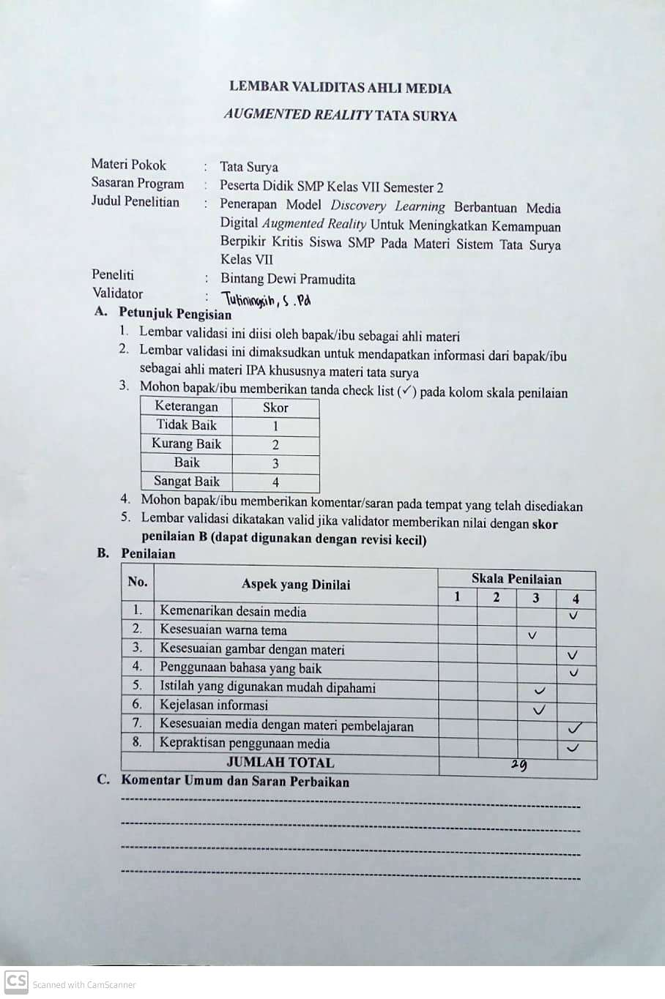 LEMBAR VALIDITAS AHLI MEDIA
AUGMENTED REALITY TATA SURYA
Materi Pokok : Tata Surya
Sasaran Program : Peserta Didik SMP Kelas VII Semester 2
Judul Penelitian : Penerapan Model Discovery Learning Berbantuan Media
Digital Augmented Reality Untuk Meningkatkan Kemampuan
Berpikir Kritis Siswa SMP Pada Materi Sistem Tata Surya
Kelas VII
Peneliti : Bintang Dewi Pramudita
Validator : Tutiningsih, S.Pd
A. Petunjuk Pengisian
1. Lembar validasi ini diisi oleh bapak/ibu sebagai ahli materi
2. Lembar validasi ini dimaksudkan untuk mendapatkan informasi dari bapak/ibu
sebagai ahli materi IPA khususnya materi tata surya
3. Mohon bapak/ibu memberikan tanda check list (✓) pada kolom skala penilaian
Keterangan Skor
Tidak Baik 1
Kurang Baik 2
Baik 3
Sangat Baik 4
4. Mohon bapak/ibu memberikan komentar/saran pada tempat yang telah disediakan
5. Lembar validasi dikatakan valid jika validator memberikan nilai dengan skor
penilaian B (dapat digunakan dengan revisi kecil)
B. Penilaian
No. Aspek yang Dinilai Skala Penilaian
1 2 3 4
1. Kemenarikan desain media ✓
2. Kesesuaian warna tema ✓
3. Kesesuaian gambar dengan materi ✓
4. Penggunaan bahasa yang baik ✓
5. Istilah yang digunakan mudah dipahami ✓
6. Kejelasan informasi ✓
7. Kesesuaian media dengan materi pembelajaran ✓
8. Kepraktisan penggunaan media ✓
JUMLAH TOTAL 29
C. Komentar Umum dan Saran Perbaikan
CS Scanned with CamScanner